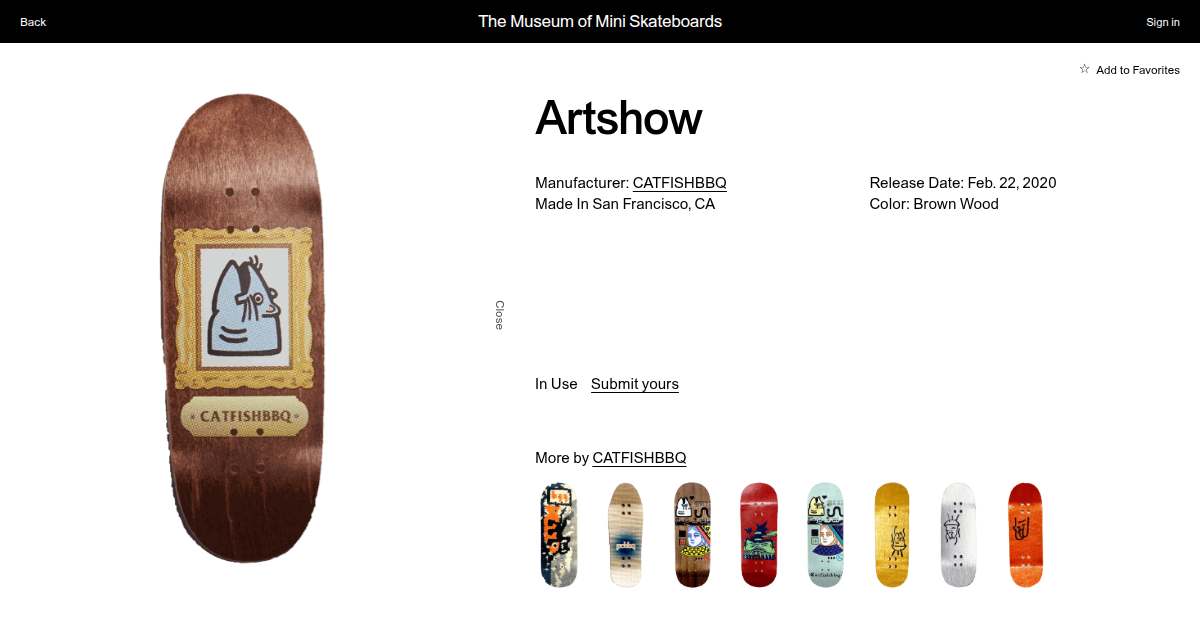 Back
The Museum of Mini Skateboards
Sign in
☆ Add to Favorites
Artshow
Manufacturer: CATFISHBBQ
Made In San Francisco, CA
Release Date: Feb. 22, 2020
Color: Brown Wood
CATFISHBBQ
Close
In Use Submit yours
More by CATFISHBBQ